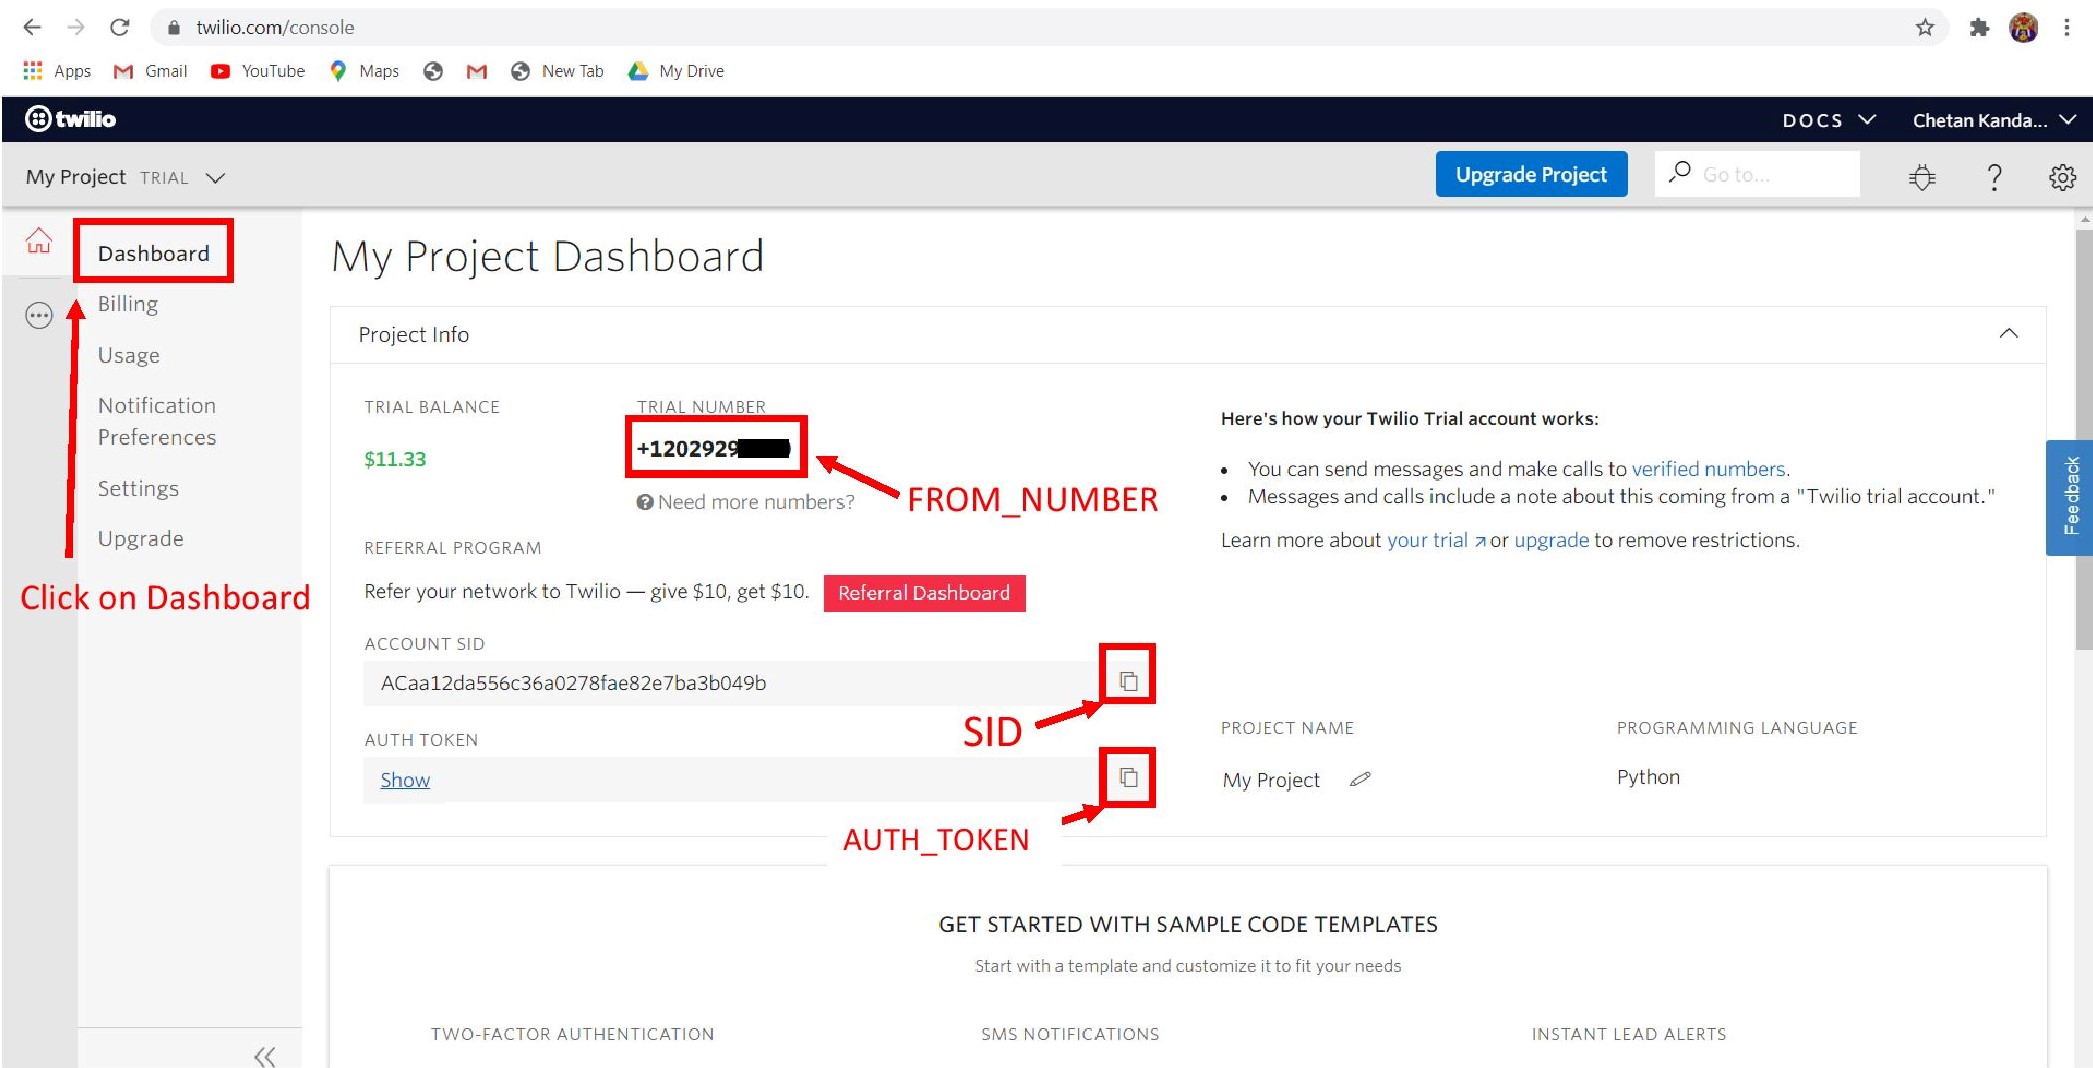 twilio.com/console
Apps Gmail YouTube Maps New Tab My Drive
twilio DOCS Chetan Kanda...
My Project TRIAL Upgrade Project Go to...
Dashboard
Billing
Usage
Notification
Preferences
Settings
Upgrade
Click on Dashboard
My Project Dashboard
Project Info
TRIAL BALANCE
$11.33
TRIAL NUMBER
+1202929
FROM_NUMBER
Need more numbers?
REFERRAL PROGRAM
Refer your network to Twilio — give $10, get $10. Referral Dashboard
ACCOUNT SID
ACaa12da556c36a0278fae82e7ba3b049b
SID
AUTH TOKEN
Show
AUTH_TOKEN
Here's how your Twilio Trial account works:
• You can send messages and make calls to verified numbers.
• Messages and calls include a note about this coming from a "Twilio trial account."
Learn more about your trial or upgrade to remove restrictions.
PROJECT NAME
My Project
PROGRAMMING LANGUAGE
Python
Feedback
GET STARTED WITH SAMPLE CODE TEMPLATES
Start with a template and customize it to fit your needs
TWO-FACTOR AUTHENTICATION SMS NOTIFICATIONS INSTANT LEAD ALERTS